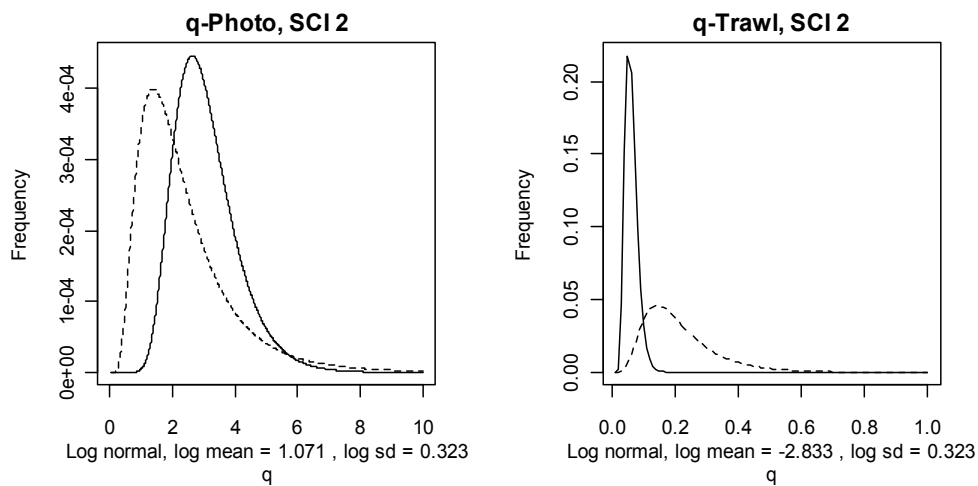 q-Photo, SCI 2
Frequency
4e-04
3e-04
2e-04
1e-04
0e+00
0 2 4 6 8 10
Log normal, log mean = 1.071 , log sd = 0.323
q
q-Trawl, SCI 2
Frequency
0.20
0.15
0.10
0.05
0.00
0.0 0.2 0.4 0.6 0.8 1.0
Log normal, log mean = -2.833 , log sd = 0.323
q